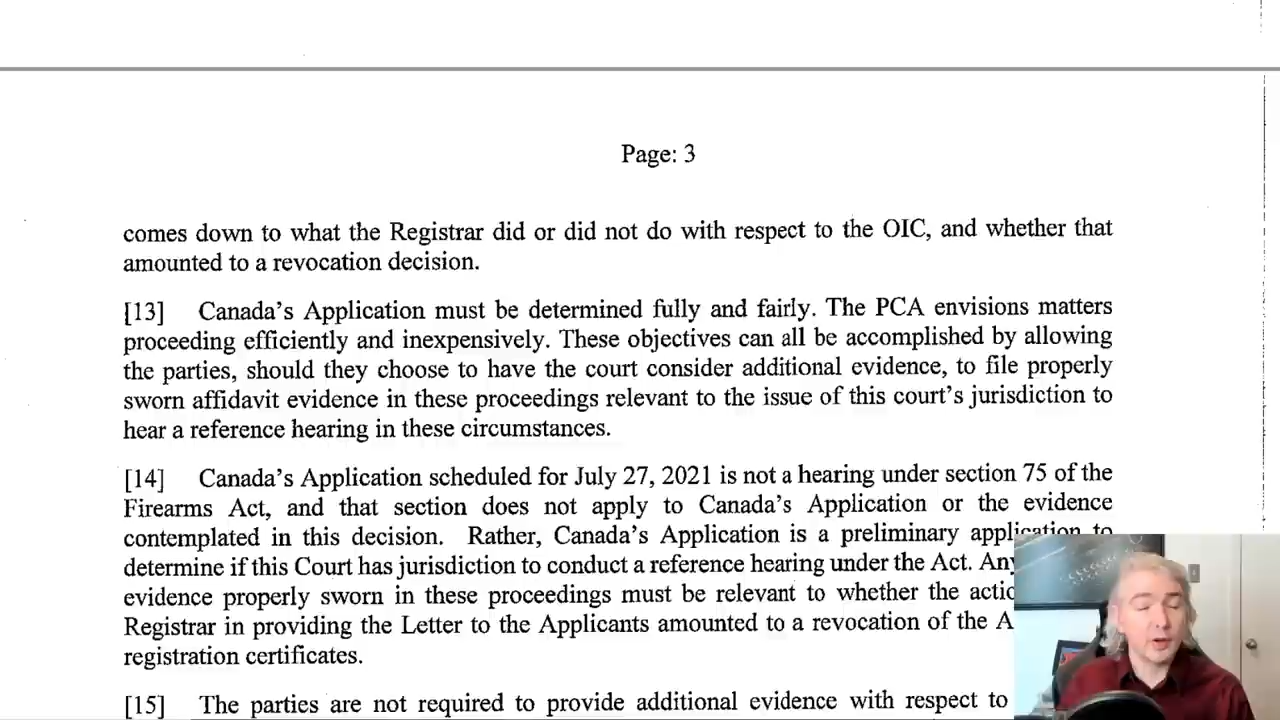 Page: 3
comes down to what the Registrar did or did not do with respect to the OIC, and whether that
amounted to a revocation decision.
[13] Canada's Application must be determined fully and fairly. The PCA envisions matters
proceeding efficiently and inexpensively. These objectives can all be accomplished by allowing
the parties, should they choose to have the court consider additional evidence, to file properly
sworn affidavit evidence in these proceedings relevant to the issue of this court's jurisdiction to
hear a reference hearing in these circumstances.
[14] Canada's Application scheduled for July 27, 2021 is not a hearing under section 75 of the
Firearms Act, and that section does not apply to Canada's Application or the evidence
contemplated in this decision. Rather, Canada's Application is a preliminary application to
determine if this Court has jurisdiction to conduct a reference hearing under the Act.
evidence properly sworn in these proceedings must be relevant to whether the
Registrar in providing the Letter to the Applicants amounted to a revocation of the
registration certificates.
[15] The parties are not required to provide additional evidence with respect to